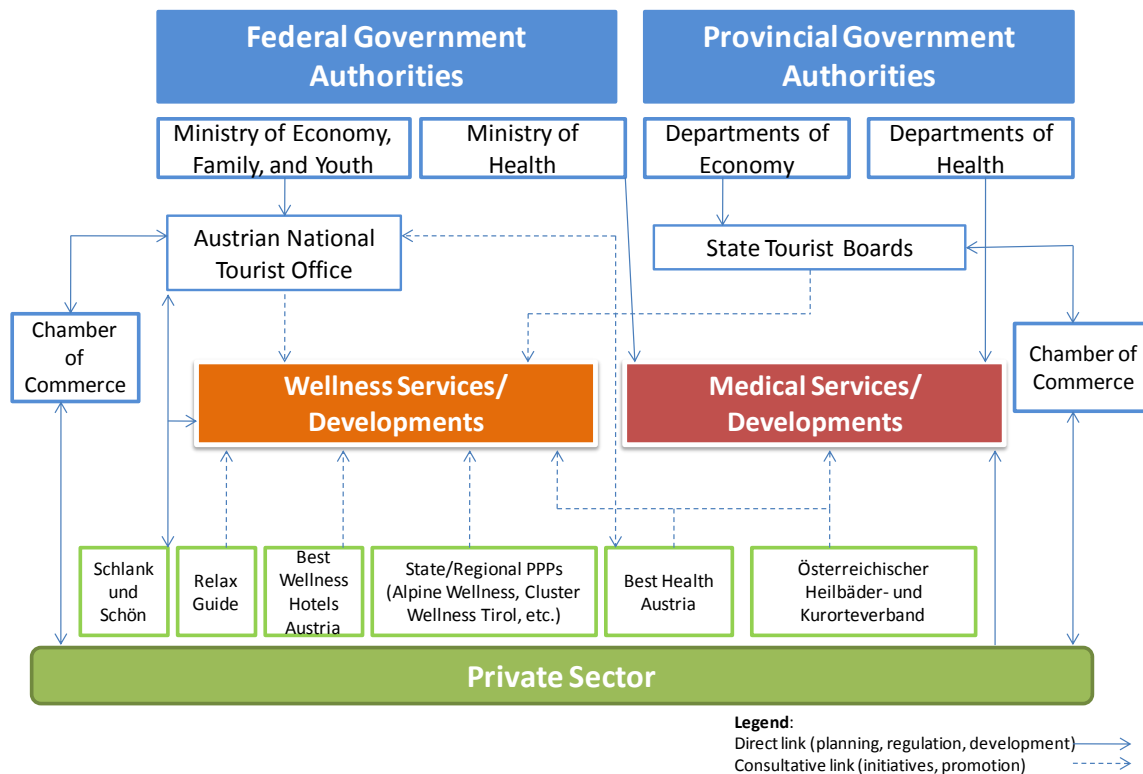 Federal Government
Authorities
Provincial Government
Authorities
Ministry of Economy,
Family, and Youth
Ministry of
Health
Departments of
Economy
Departments of
Health
Austrian National
Tourist Office
State Tourist Boards
Chamber
of
Commerce
Chamber of
Commerce
Wellness Services/
Developments
Medical Services/
Developments
Schlank
und
Schön
Relax
Guide
Best
Wellness
Hotels
Austria
State/Regional PPPs
(Alpine Wellness, Cluster
Wellness Tirol, etc.)
Best Health
Austria
Österreichischer
Heilbäder- und
Kurorteverband
Private Sector
Legend:
Direct link (planning, regulation, development)
Consultative link (initiatives, promotion)